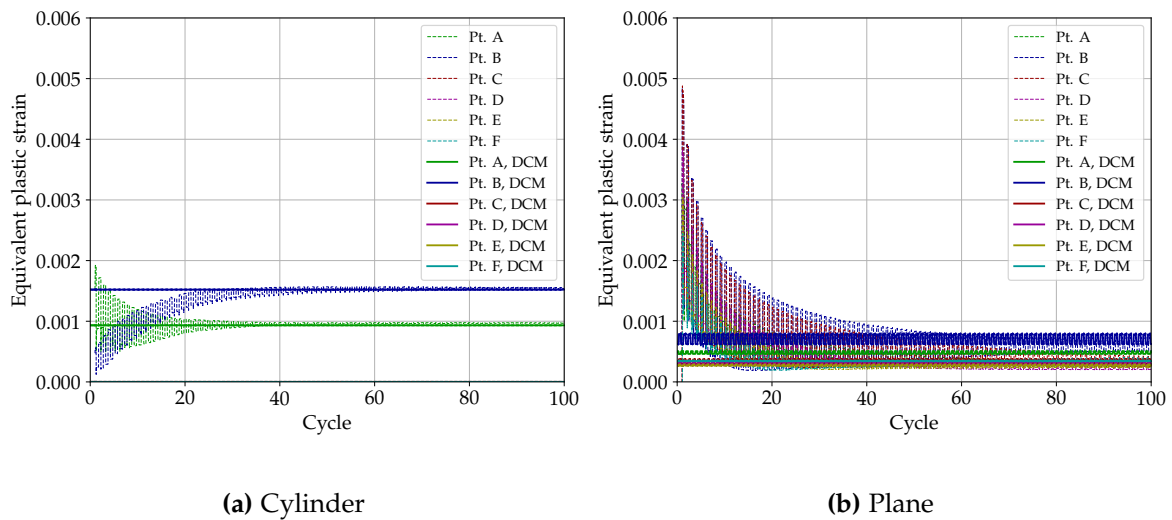 0.006
0.005
0.004
0.003
0.002
0.001
0.000
Equivalent plastic strain
0 20 40 60 80 100
Cycle
Pt. A
Pt. B
Pt. C
Pt. D
Pt. E
Pt. F
Pt. A, DCM
Pt. B, DCM
Pt. C, DCM
Pt. D, DCM
Pt. E, DCM
Pt. F, DCM
(a) Cylinder
0.006
0.005
0.004
0.003
0.002
0.001
0.000
Equivalent plastic strain
0 20 40 60 80 100
Cycle
Pt. A
Pt. B
Pt. C
Pt. D
Pt. E
Pt. F
Pt. A, DCM
Pt. B, DCM
Pt. C, DCM
Pt. D, DCM
Pt. E, DCM
Pt. F, DCM
(b) Plane